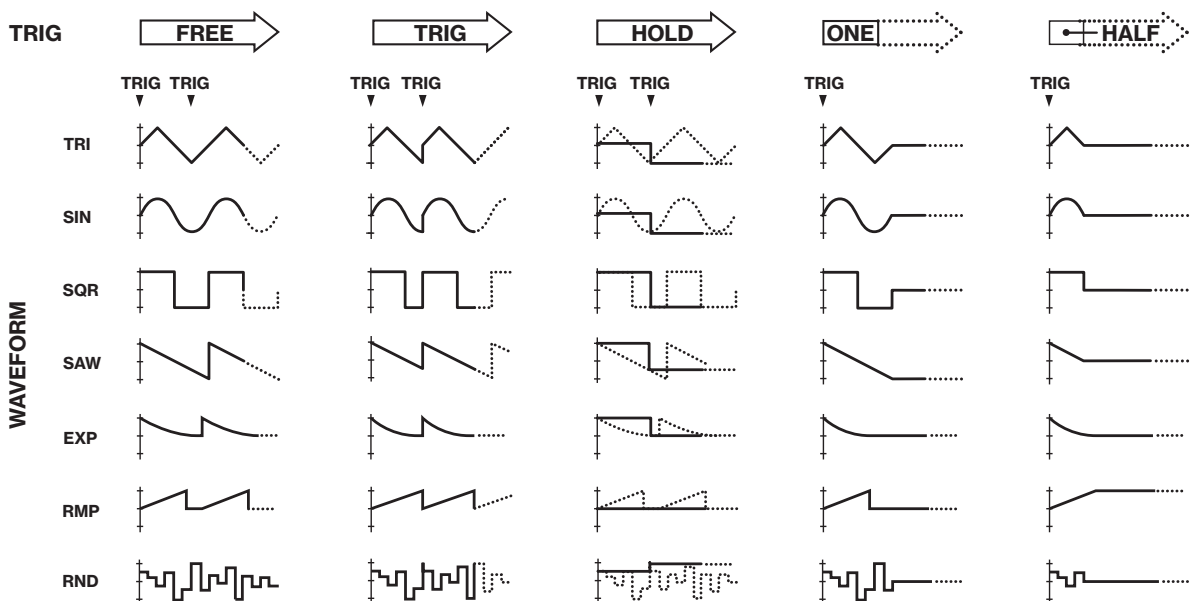 TRIG FREE TRIG HOLD ONE HALF
TRIG TRIG TRIG TRIG TRIG TRIG TRIG TRIG
TRI
SIN
SQR
SAW
EXP
RMP
RND
WAVEFORM